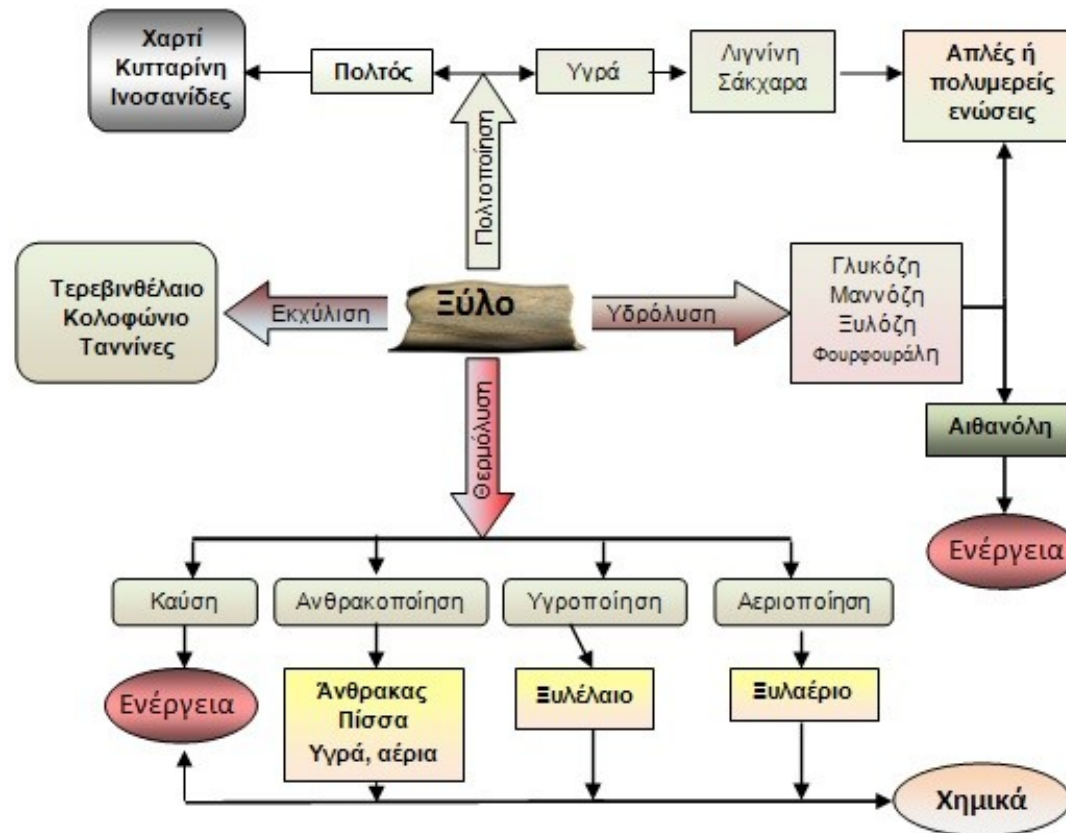 Χαρτί
Κυτταρίνη
Ινοσανίδες
Πολτός
Υγρά
Λιγνίνη
Σάκχαρα
Απλές ή
πολυμερείς
ενώσεις
Πολτοποίηση
Τερεβινθέλαιο
Κολοφώνιο
Ταννίνες
Εκχύλιση
Ξύλο
Υδρόλυση
Γλυκόζη
Μαννόζη
Ξυλόζη
Φουρφουράλη
Θερμόλυση
Αιθανόλη
Ενέργεια
Καύση
Ανθρακοποίηση
Υγροποίηση
Αεριοποίηση
Ενέργεια
Άνθρακας
Πίσσα
Υγρά, αέρια
Ξυλέλαιο
Ξυλαέριο
Χημικά